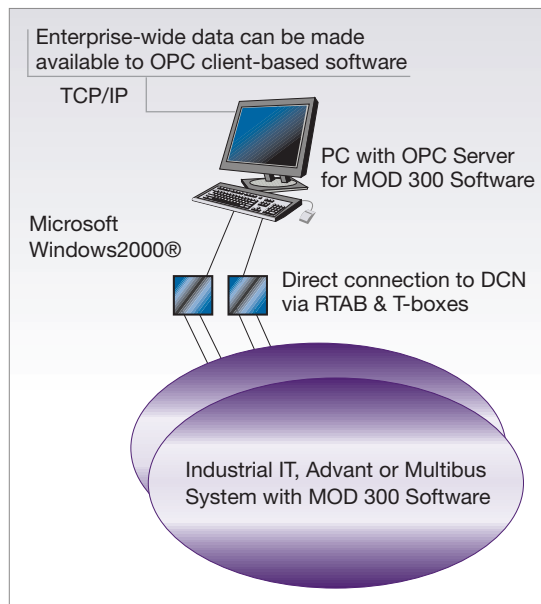 Enterprise-wide data can be made
available to OPC client-based software
TCP/IP
PC with OPC Server
for MOD 300 Software
Microsoft
Windows2000®
Direct connection to DCN
via RTAB & T-boxes
Industrial IT, Advant or Multibus
System with MOD 300 Software